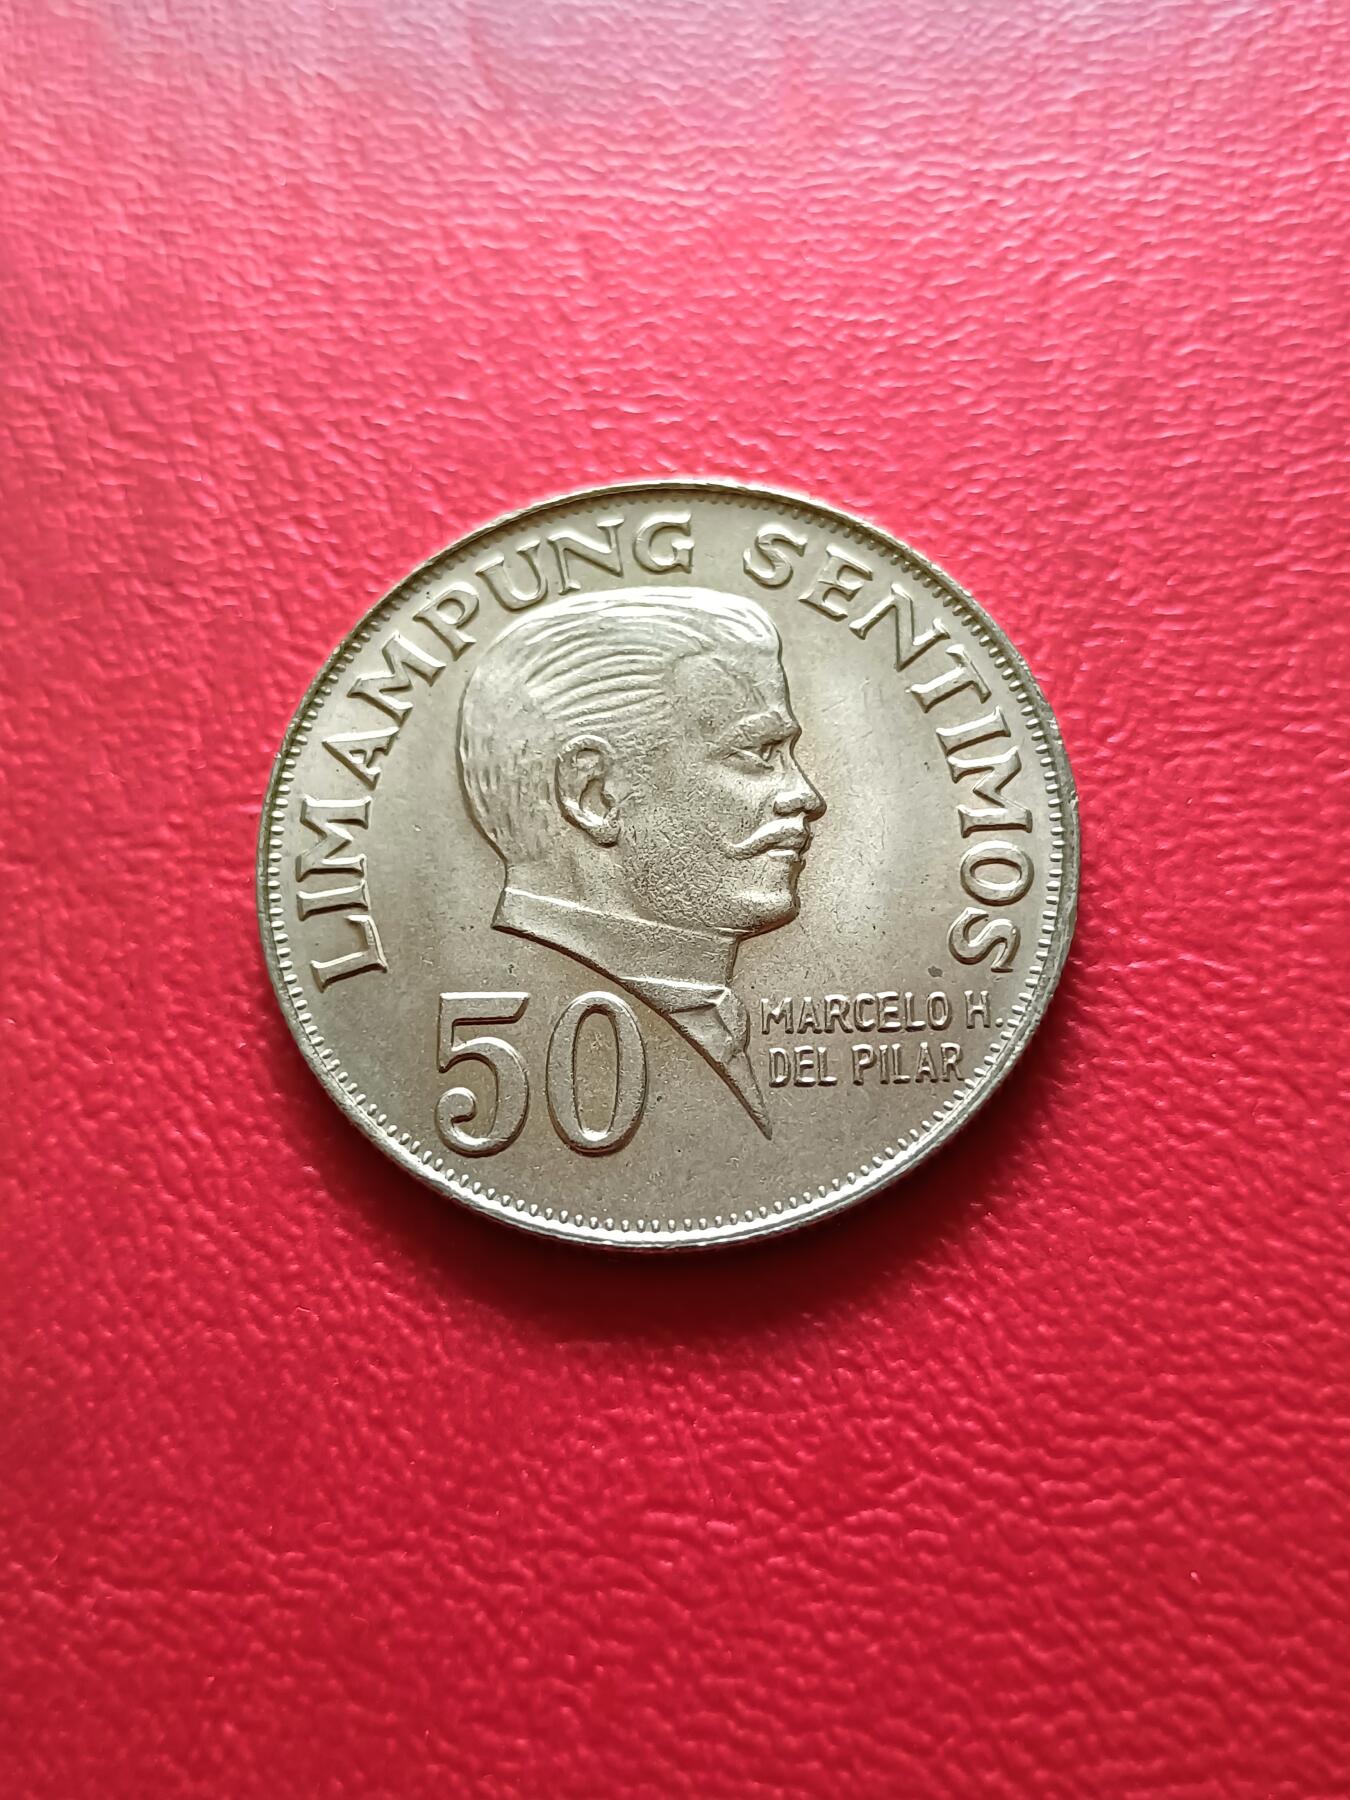 LIMAMPUNG SENTIMOS
50
MARCELO H.
DEL PILAR